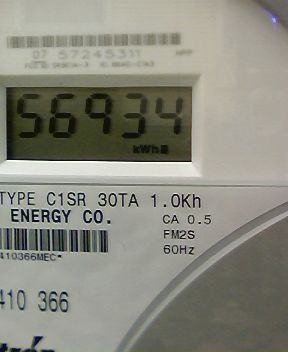 07 57245311
56934
kWh
TYPE C1SR 30TA 1.0Kh
ENERGY CO.
CA 0.5
FM2S
60Hz
410366MEC*
410 366